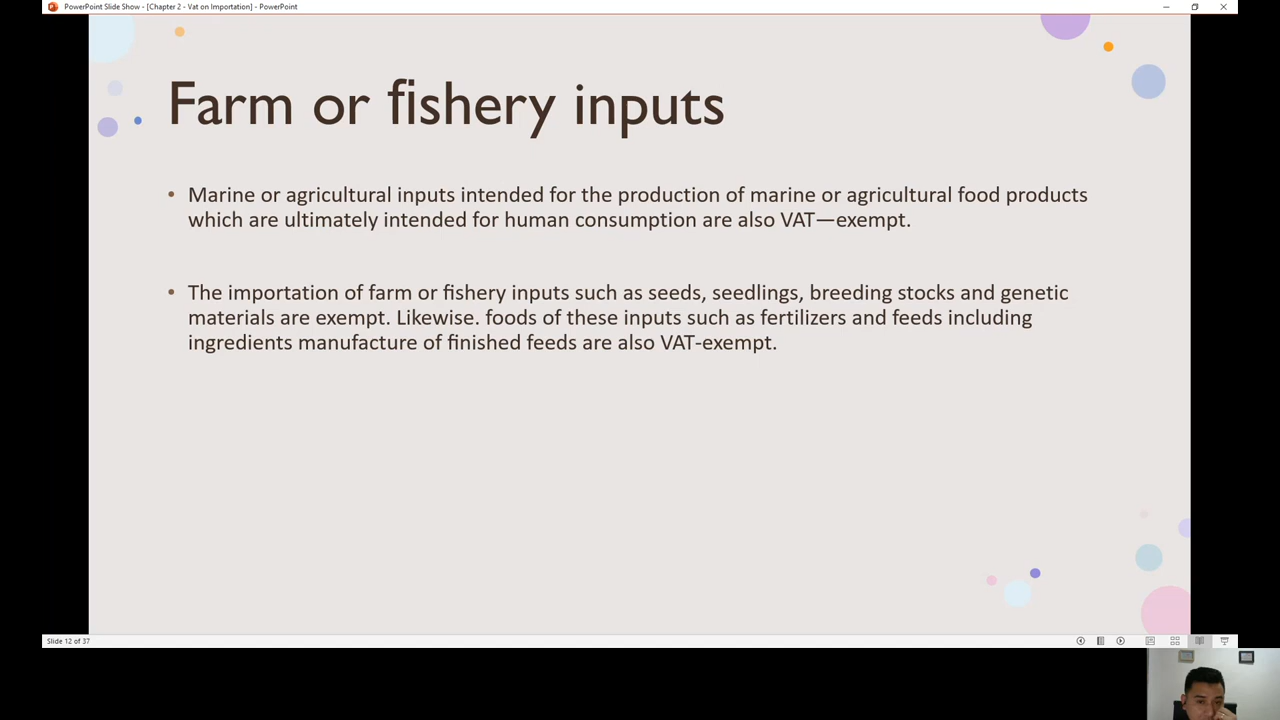 PowerPoint Slide Show - [Chapter 2 - Vat on Importation] - PowerPoint
Farm or fishery inputs
• Marine or agricultural inputs intended for the production of marine or agricultural food products
which are ultimately intended for human consumption are also VAT—exempt.
• The importation of farm or fishery inputs such as seeds, seedlings, breeding stocks and genetic
materials are exempt. Likewise. foods of these inputs such as fertilizers and feeds including
ingredients manufacture of finished feeds are also VAT-exempt.
Slide 12 of 37